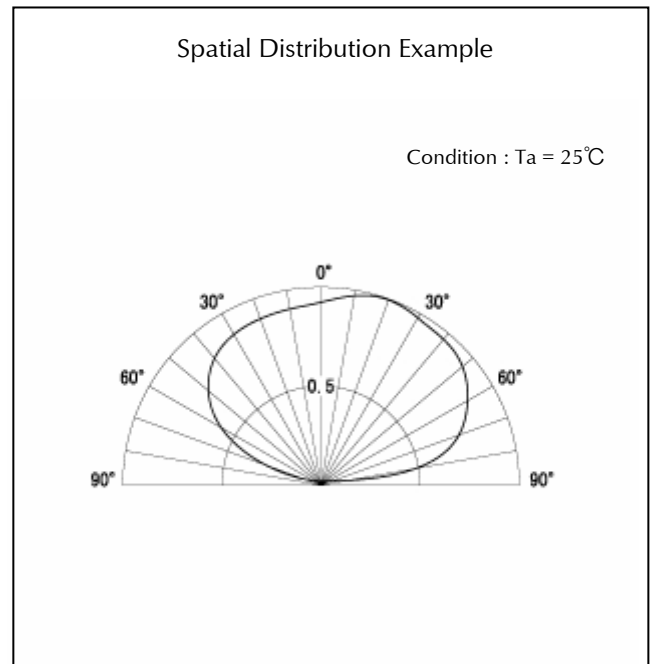 Spatial Distribution Example
Condition : Ta = 25℃
0°
30° 30°
0.5
60° 60°
90° 90°